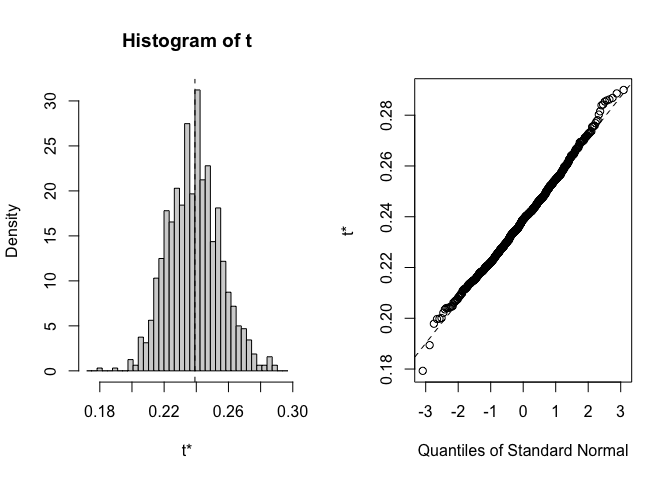 Histogram of t
Density
0 5 10 15 20 25 30
0.18 0.22 0.26 0.30
t*
t*
0.18 0.20 0.22 0.24 0.26 0.28
-3 -2 -1 0 1 2 3
Quantiles of Standard Normal